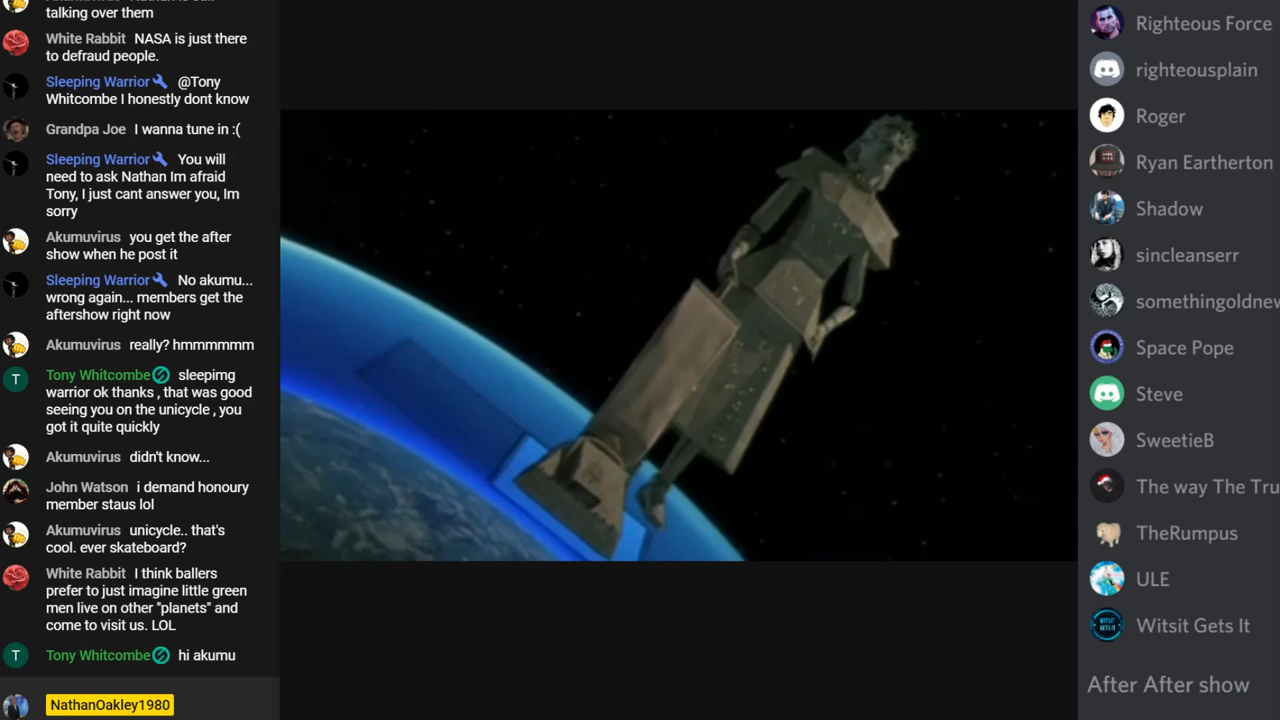 talking over them
White Rabbit NASA is just there
to defraud people.
Sleeping Warrior @Tony
Whitcombe I honestly dont know
Grandpa Joe I wanna tune in :(
Sleeping Warrior You will
need to ask Nathan Im afraid
Tony, I just cant answer you, Im
sorry
Akumuvirus you get the after
show when he post it
Sleeping Warrior No akumu...
wrong again... members get the
aftershow right now
Akumuvirus really? hmmmmmm
T
Tony Whitcombe sleepimg
warrior ok thanks , that was good
seeing you on the unicycle , you
got it quite quickly
Akumuvirus didn't know...
John Watson i demand honoury
member staus lol
Akumuvirus unicycle.. that's
cool. ever skateboard?
White Rabbit I think ballers
prefer to just imagine little green
men live on other "planets" and
come to visit us. LOL
T
Tony Whitcombe hi akumu
NathanOakley1980
Righteous Force
righteousplain
Roger
Ryan Eartherton
Shadow
sincleanserr
somethingoldnew
Space Pope
Steve
SweetieB
The way The Tru
TheRumpus
ULE
WITSIT
GETS IT
Witsit Gets It
After After show